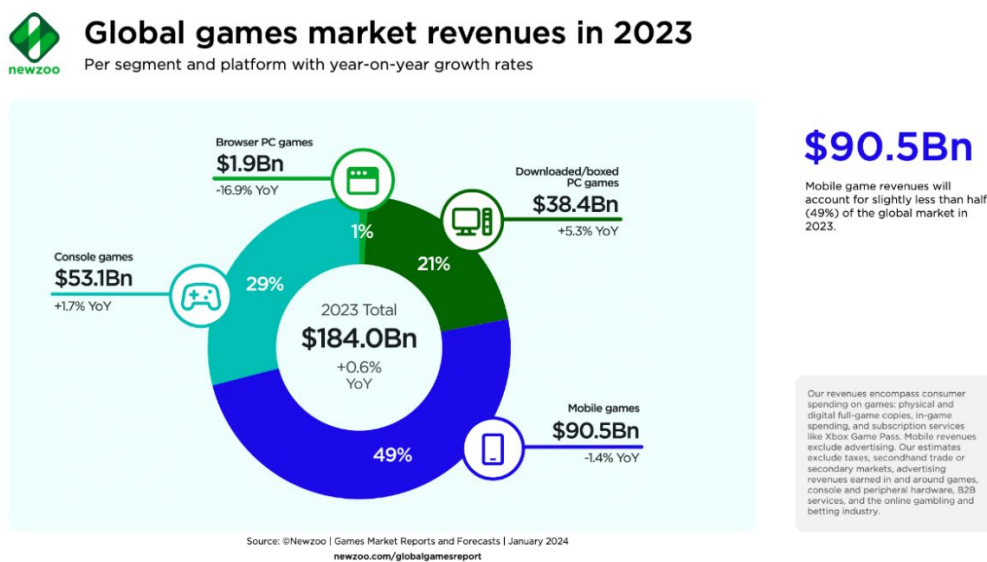 newzoo
Global games market revenues in 2023
Per segment and platform with year-on-year growth rates
Browser PC games
$1.9Bn
-16.9% YoY
Downloaded/boxed
PC games
$38.4Bn
+5.3% YoY
Console games
$53.1Bn
+1.7% YoY
1%
21%
29%
49%
2023 Total
$184.0Bn
+0.6%
YoY
Mobile games
$90.5Bn
-1.4% YoY
$90.5Bn
Mobile game revenues will
account for slightly less than half
(49%) of the global market in
2023.
Our revenues encompass consumer
spending on games: physical and
digital full-game copies, in-game
spending, and subscription services
like Xbox Game Pass. Mobile revenues
exclude advertising. Our estimates
exclude taxes, secondhand trade or
secondary markets, advertising
revenues earned in and around games,
console and peripheral hardware, B2B
services, and the online gambling and
betting industry.
Source: ©Newzoo | Games Market Reports and Forecasts | January 2024
newzoo.com/globalgamesreport